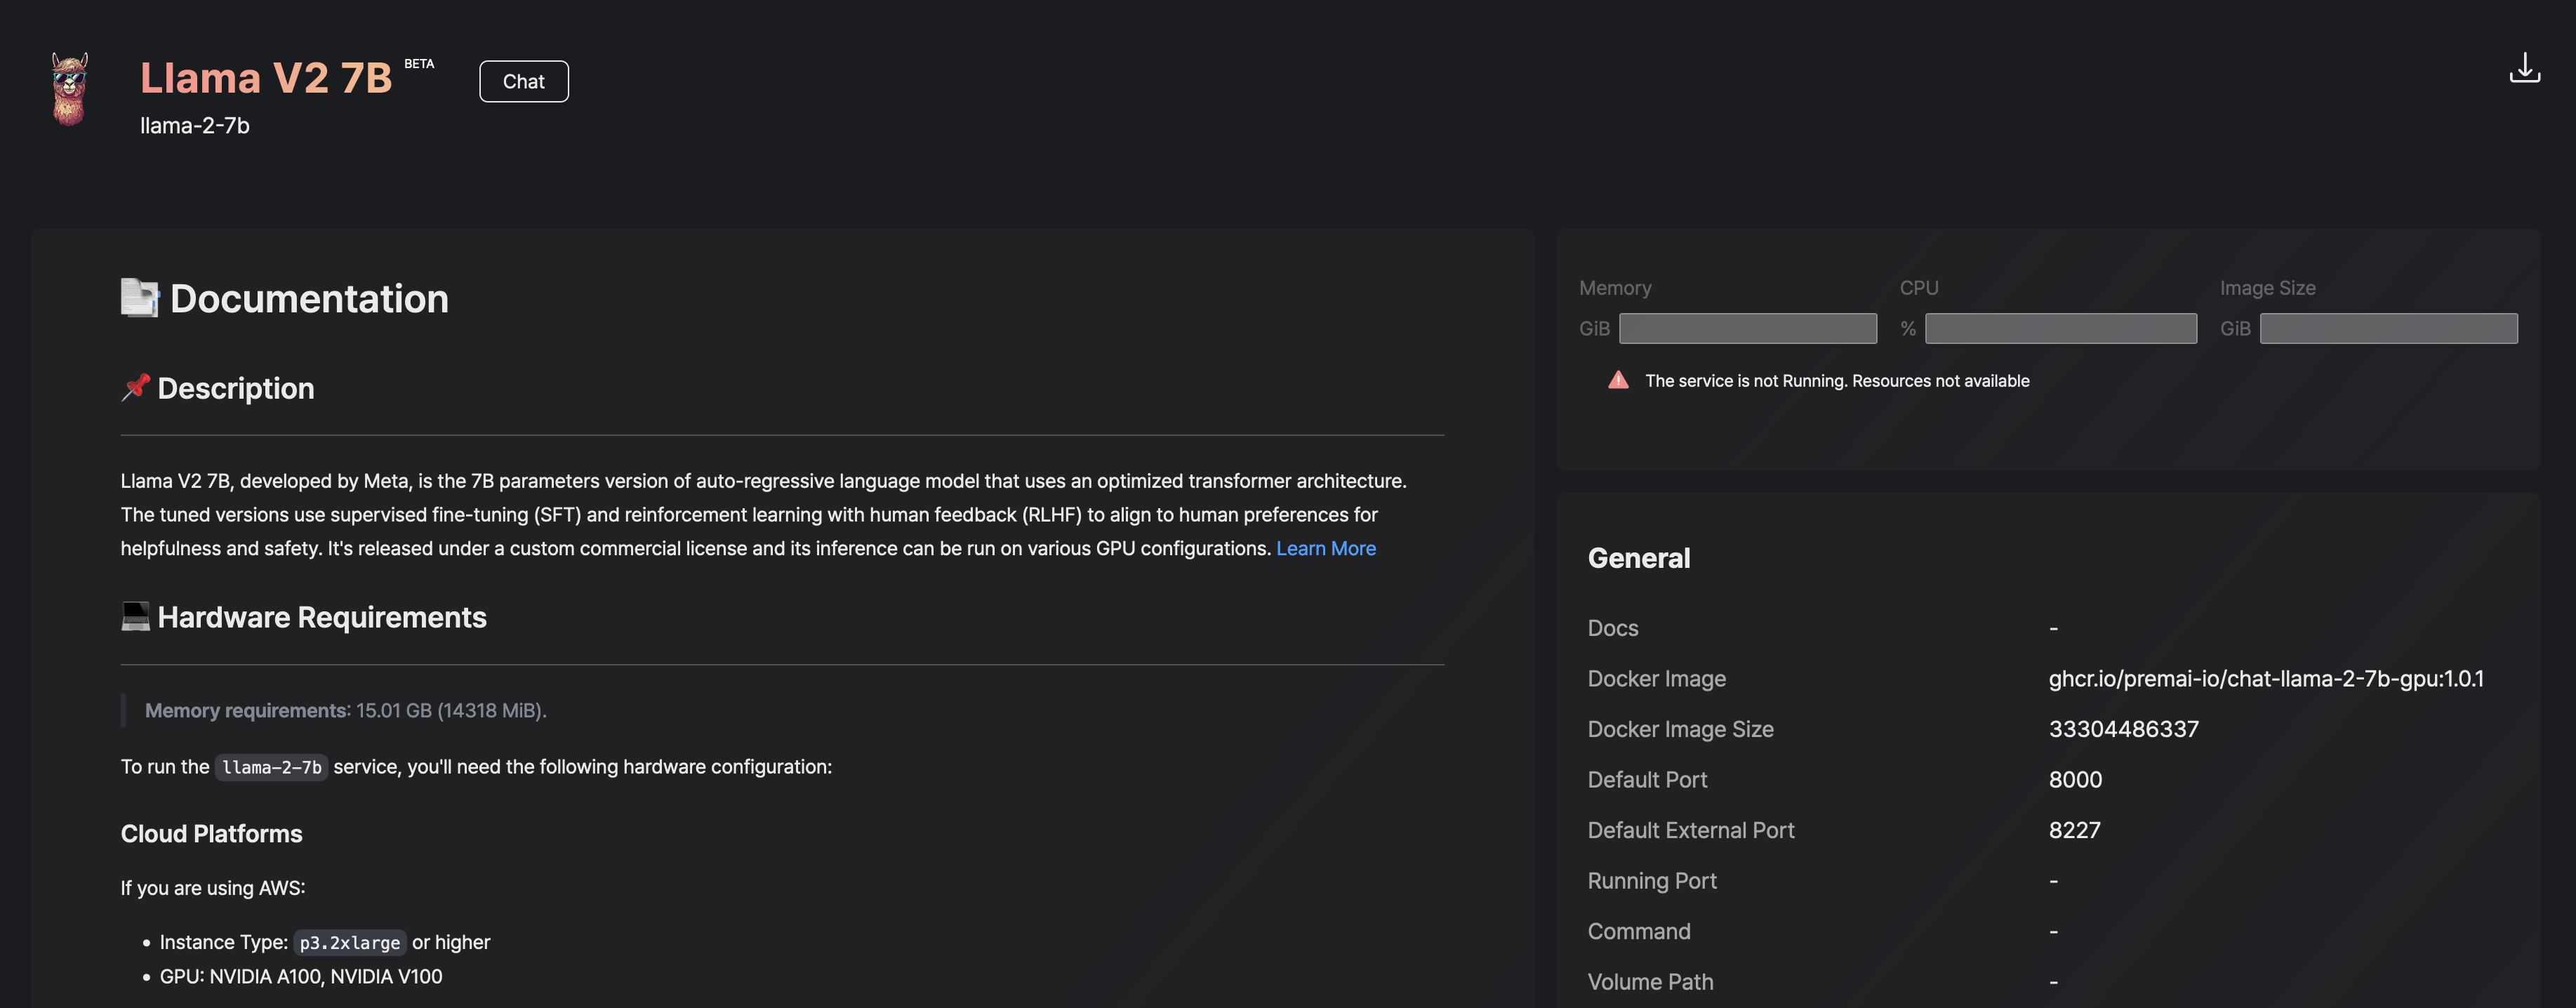 Llama V2 7B BETA
Chat
llama-2-7b
Documentation
Description
Llama V2 7B, developed by Meta, is the 7B parameters version of auto-regressive language model that uses an optimized transformer architecture.
The tuned versions use supervised fine-tuning (SFT) and reinforcement learning with human feedback (RLHF) to align to human preferences for
helpfulness and safety. It's released under a custom commercial license and its inference can be run on various GPU configurations. Learn More
Hardware Requirements
Memory requirements: 15.01 GB (14318 MiB).
To run the llama-2-7b service, you'll need the following hardware configuration:
Cloud Platforms
If you are using AWS:
• Instance Type: p3.2xlarge or higher
• GPU: NVIDIA A100, NVIDIA V100
Memory CPU Image Size
GiB % GiB
The service is not Running. Resources not available
General
Docs -
Docker Image ghcr.io/premai-io/chat-llama-2-7b-gpu:1.0.1
Docker Image Size 33304486337
Default Port 8000
Default External Port 8227
Running Port -
Command -
Volume Path -